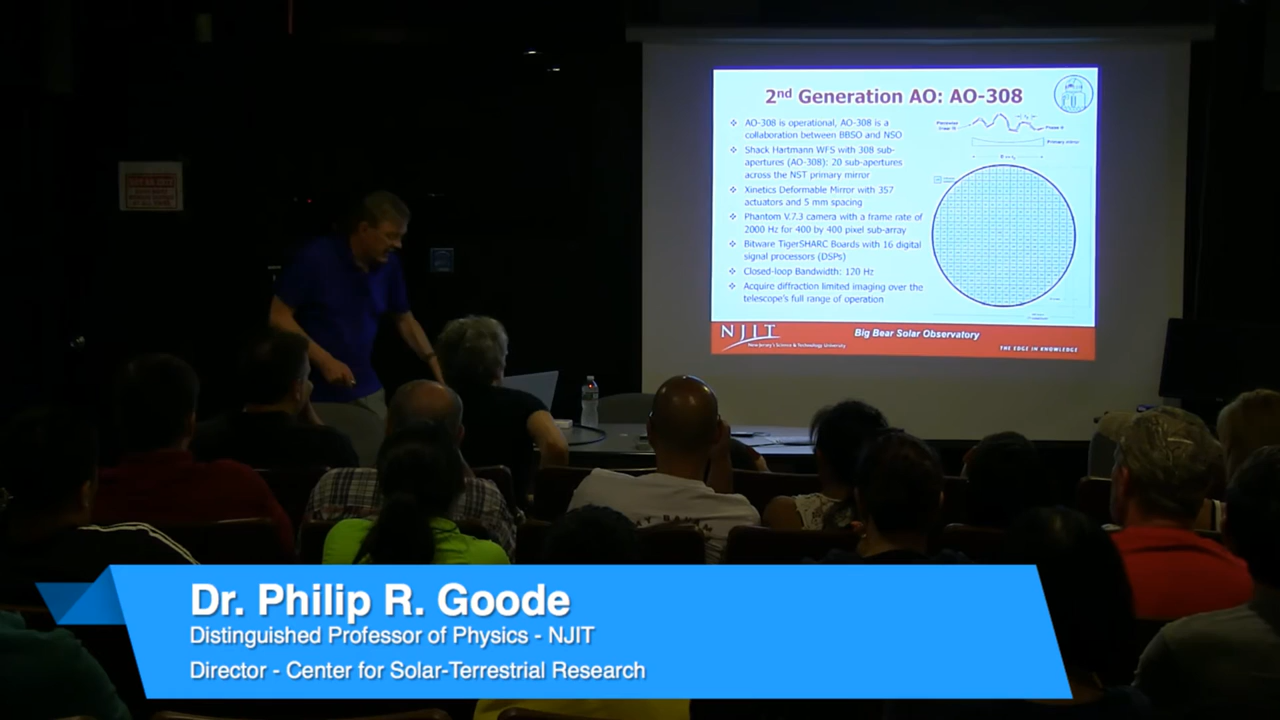 2nd Generation AO: AO-308
❖ AO-308 is operational, AO-308 is a
collaboration between BBSO and NSO
❖ Shack Hartmann WFS with 308 sub-
apertures (AO-308): 20 sub-apertures
across the NST primary mirror
❖ Xinetics Deformable Mirror with 357
actuators and 5 mm spacing
❖ Phantom V.7.3 camera with a frame rate of
2000 Hz for 400 by 400 pixel sub-array
❖ Bitware TigerSHARC Boards with 16 digital
signal processors (DSPs)
❖ Closed-loop Bandwidth: 120 Hz
❖ Acquire diffraction limited imaging over the
telescope's full range of operation
Primary mirror
NJIT
New Jersey's Science & Technology University
Big Bear Solar Observatory
THE EDGE IN KNOWLEDGE
Dr. Philip R. Goode
Distinguished Professor of Physics - NJIT
Director - Center for Solar-Terrestrial Research